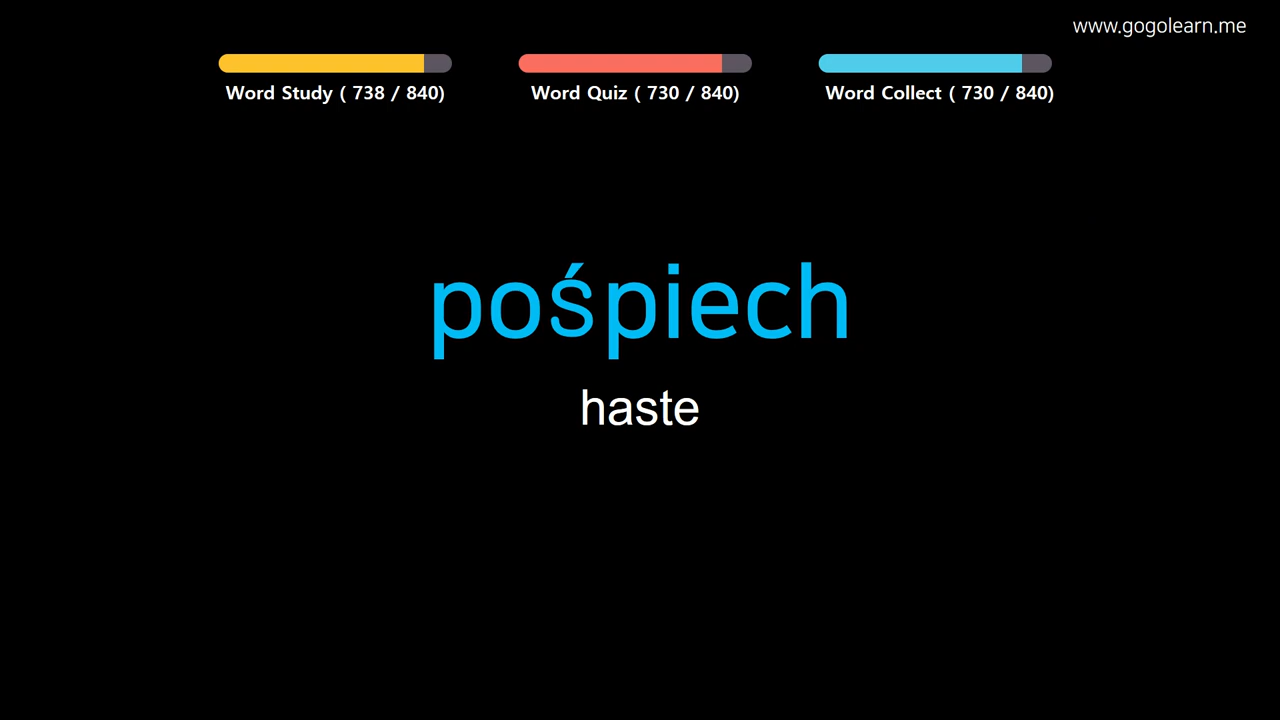 www.gogolearn.me
Word Study ( 738 / 840)
Word Quiz ( 730 / 840)
Word Collect ( 730 / 840)
pośpiech
haste